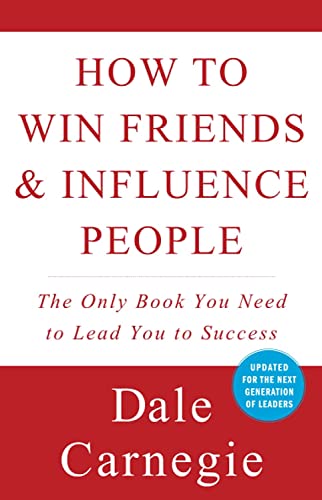 HOW TO
WIN FRIENDS
& INFLUENCE
PEOPLE
The Only Book You Need
to Lead You to Success
UPDATED
FOR THE NEXT
GENERATION
OF LEADERS
Dale
Carnegie